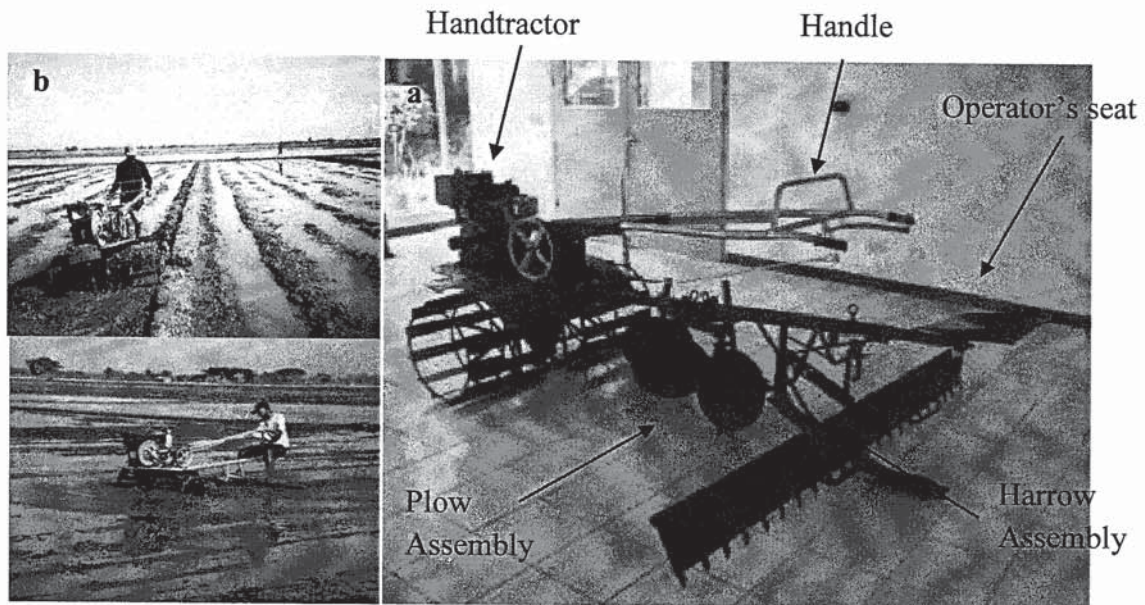 Handtractor
Handle
b
a
Operator's seat
Plow
Assembly
Harrow
Assembly